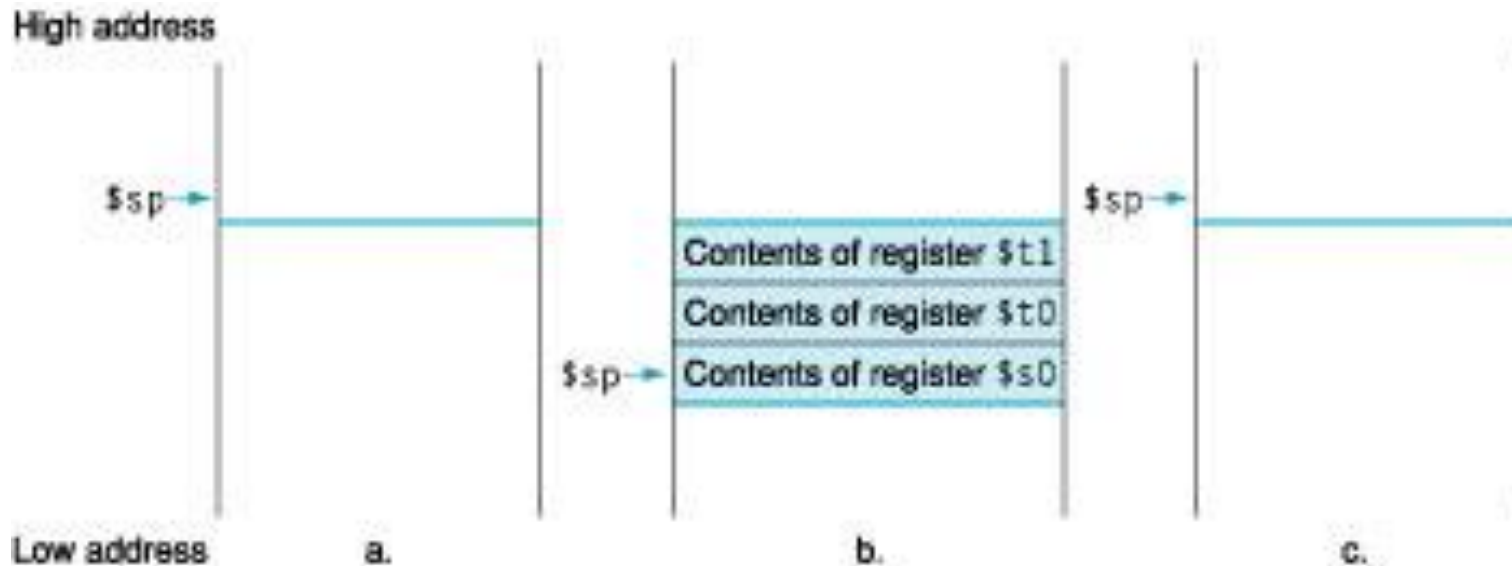 High address
$sp
$sp
Contents of register $t1
Contents of register $t0
$sp
Contents of register $s0
Low address
a.
b.
c.